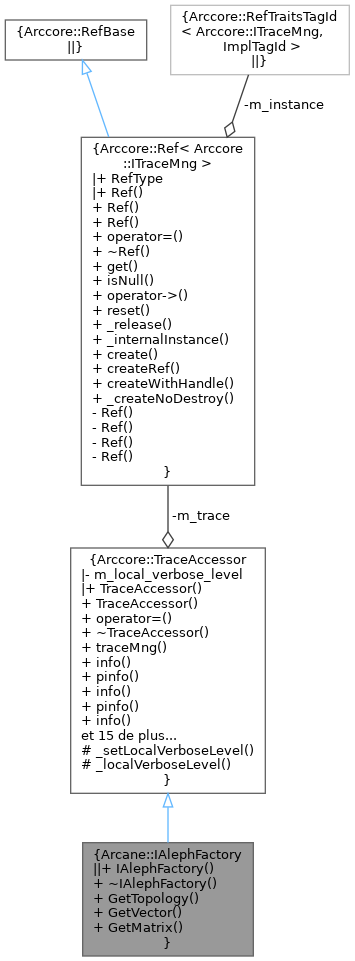 {Arccore::RefBase
||}
{Arccore::RefTraitsTagId
< Arccore::ITraceMng,
ImplTagId >
||}
-m_instance
{Arccore::Ref< Arccore
::ITraceMng >
|+ RefType
|+ Ref()
+ Ref()
+ Ref()
+ operator=()
+ ~Ref()
+ get()
+ isNull()
+ operator->()
+ reset()
+ _release()
+ _internalInstance()
+ create()
+ createRef()
+ createWithHandle()
+ _createNoDestroy()
- Ref()
- Ref()
- Ref()
- Ref()
}
-m_trace
{Arccore::TraceAccessor
|- m_local_verbose_level
|+ TraceAccessor()
+ TraceAccessor()
+ operator=()
+ ~TraceAccessor()
+ traceMng()
+ info()
+ pinfo()
+ info()
+ pinfo()
+ info()
et 15 de plus...
# _setLocalVerboseLevel()
# _localVerboseLevel()
}
{Arcane::IAlephFactory
||+ IAlephFactory()
+ ~IAlephFactory()
+ GetTopology()
+ GetVector()
+ GetMatrix()
}